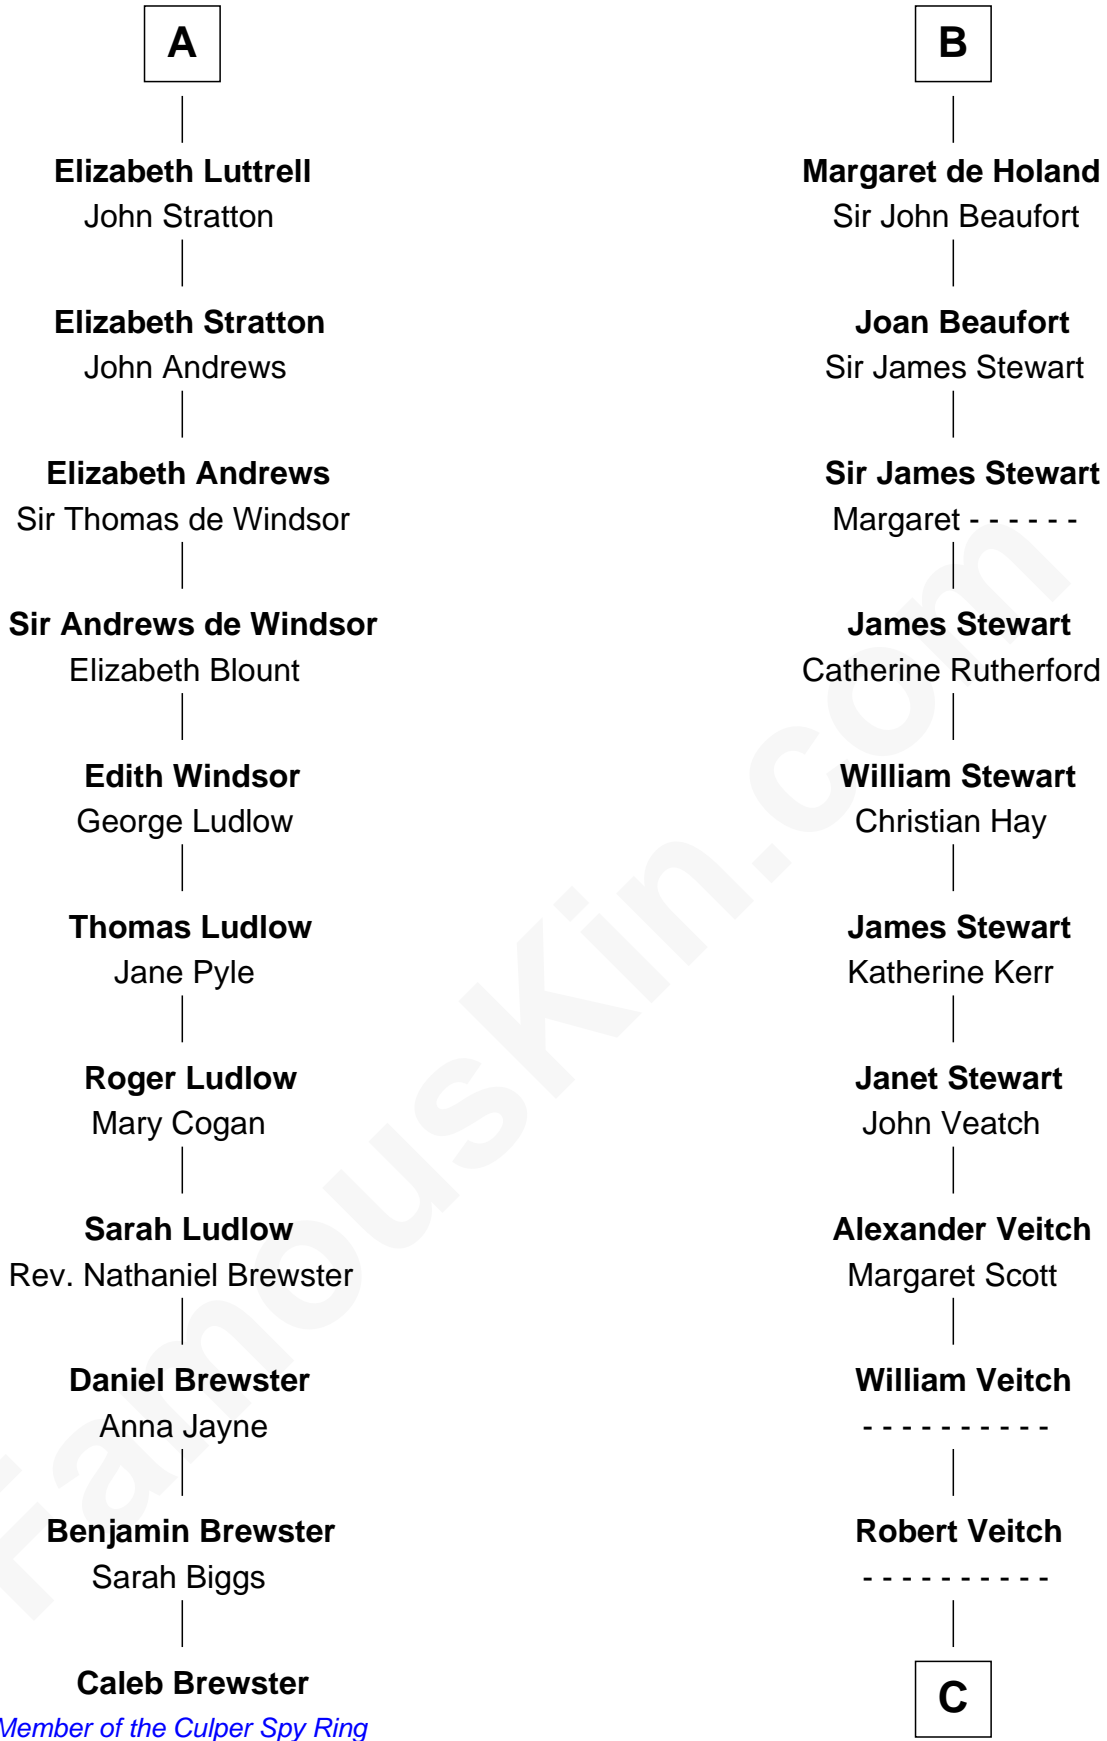 A
Elizabeth Luttrell
John Stratton
Elizabeth Stratton
John Andrews
Elizabeth Andrews
Sir Thomas de Windsor
Sir Andrews de Windsor
Elizabeth Blount
Edith Windsor
George Ludlow
Thomas Ludlow
Jane Pyle
Roger Ludlow
Mary Cogan
Sarah Ludlow
Rev. Nathaniel Brewster
Daniel Brewster
Anna Jayne
Benjamin Brewster
Sarah Biggs
Caleb Brewster
Member of the Culper Spy Ring
B
Margaret de Holand
Sir John Beaufort
Joan Beaufort
Sir James Stewart
Sir James Stewart
Margaret - - - - - -
James Stewart
Catherine Rutherford
William Stewart
Christian Hay
James Stewart
Katherine Kerr
Janet Stewart
John Veatch
Alexander Veitch
Margaret Scott
William Veitch
- - - - - - - - - -
Robert Veitch
- - - - - - - - - -
C
FamousKin.com